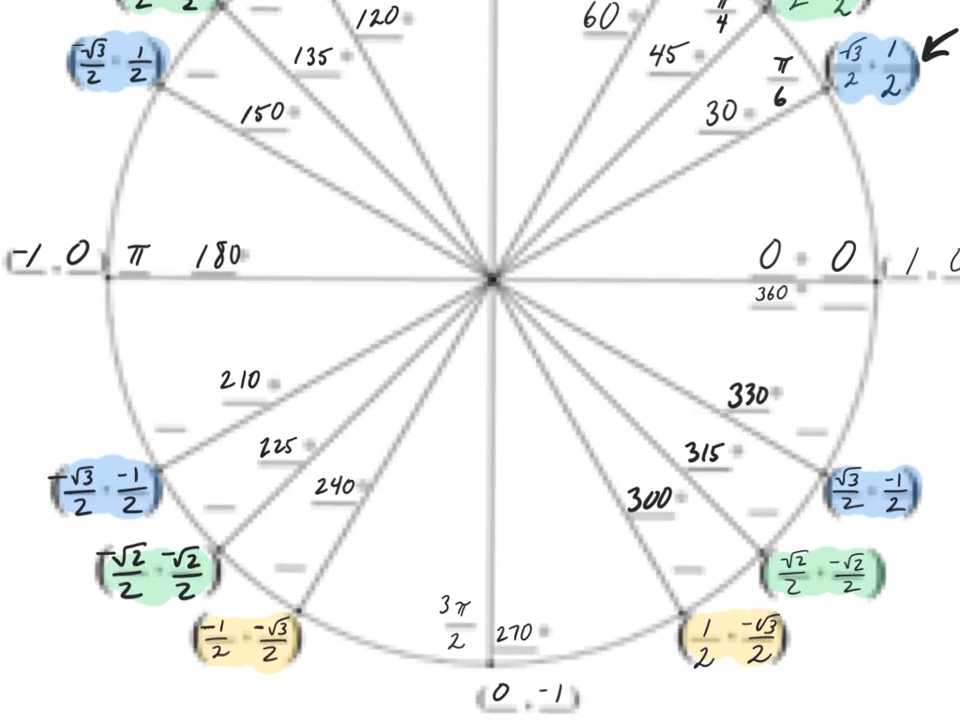 120° 60° π/4
(-√3/2, 1/2) 135° 45° π/6 (√3/2, 1/2)
150° 30°
(-1, 0) π 180° 0° 0 (1, 0
360°
210° 330°
225° 315°
(-√3/2, -1/2) 240° 300° (√3/2, -1/2)
(-√2/2, -√2/2) (√2/2, -√2/2)
(-1/2, -√3/2) 3π/2 270° (1/2, -√3/2)
(0, -1)